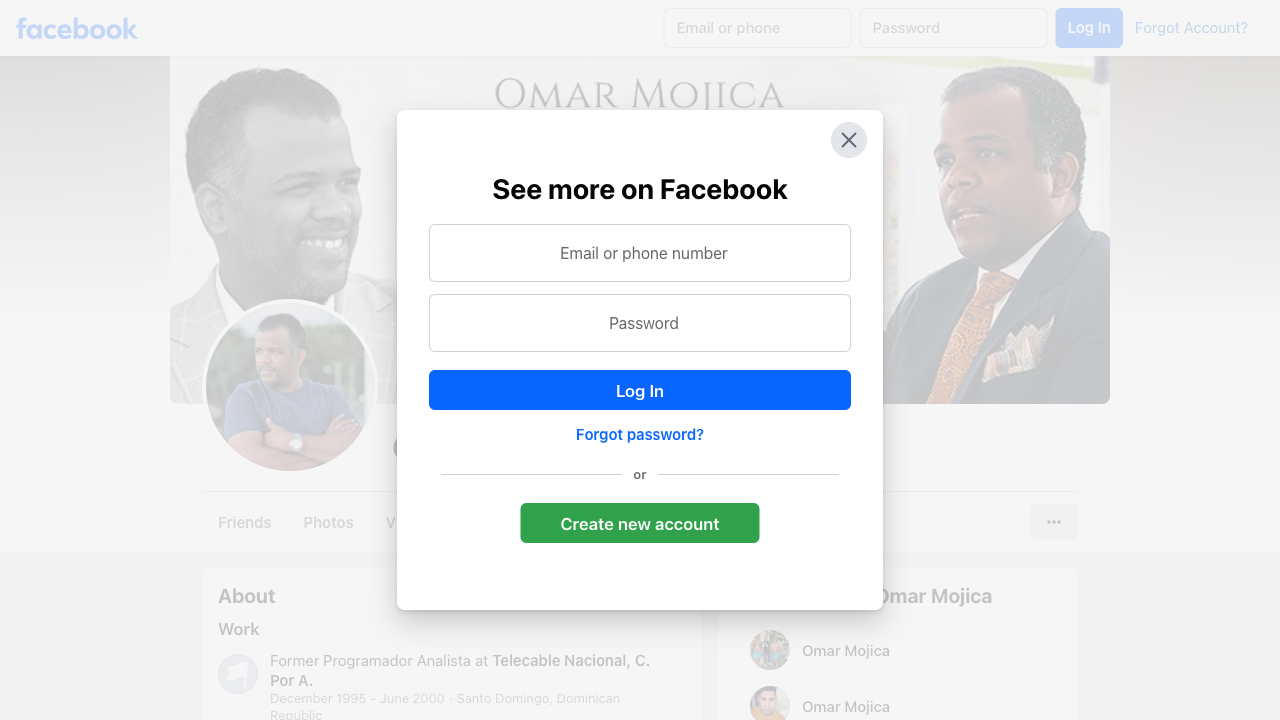 facebook
Email or phone
Password
Log In
Forgot Account?
OMAR MOJICA
See more on Facebook
Email or phone number
Password
Log In
Forgot password?
or
Create new account
Friends
Photos
About
Work
Former Programador Analista at Telecable Nacional, C.
Por A.
December 1995 - June 2000 · Santo Domingo, Dominican
Republic
Omar Mojica
Omar Mojica
Omar Mojica